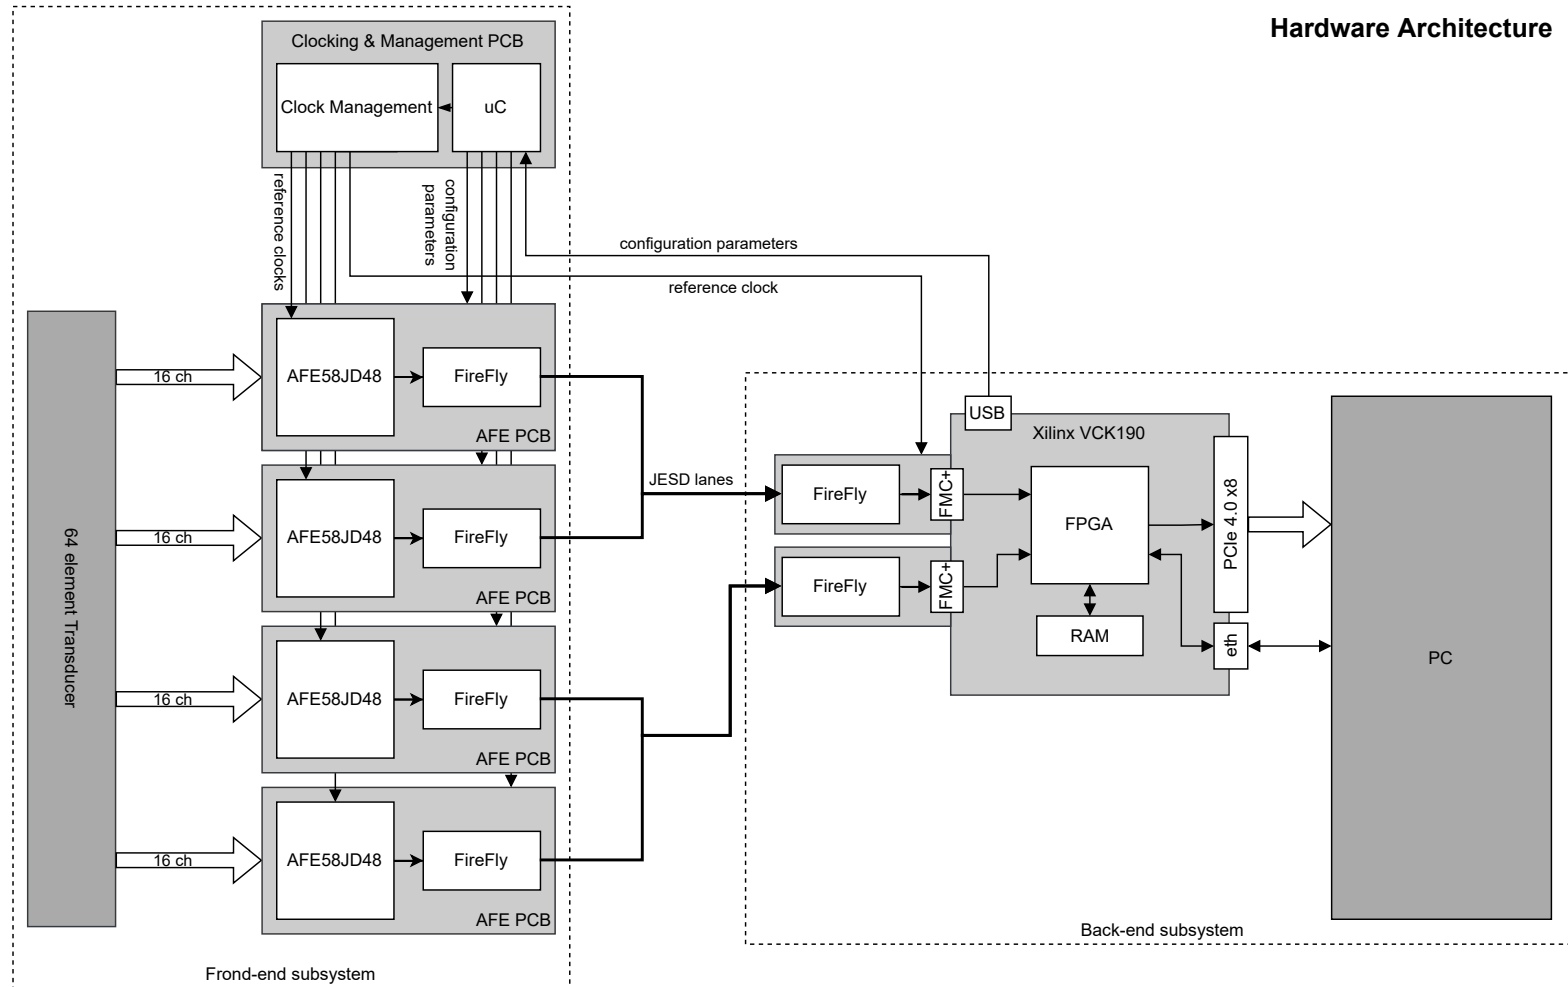 Hardware Architecture
Clocking & Management PCB
Clock Management
uC
reference clocks
configuration
parameters
configuration parameters
reference clock
64 element Transducer
16 ch
AFE58JD48
FireFly
AFE PCB
16 ch
AFE58JD48
FireFly
AFE PCB
16 ch
AFE58JD48
FireFly
AFE PCB
16 ch
AFE58JD48
FireFly
AFE PCB
Frond-end subsystem
JESD lanes
USB
Xilinx VCK190
FireFly
FMC+
FireFly
FMC+
FPGA
RAM
PCIe 4.0 x8
eth
PC
Back-end subsystem